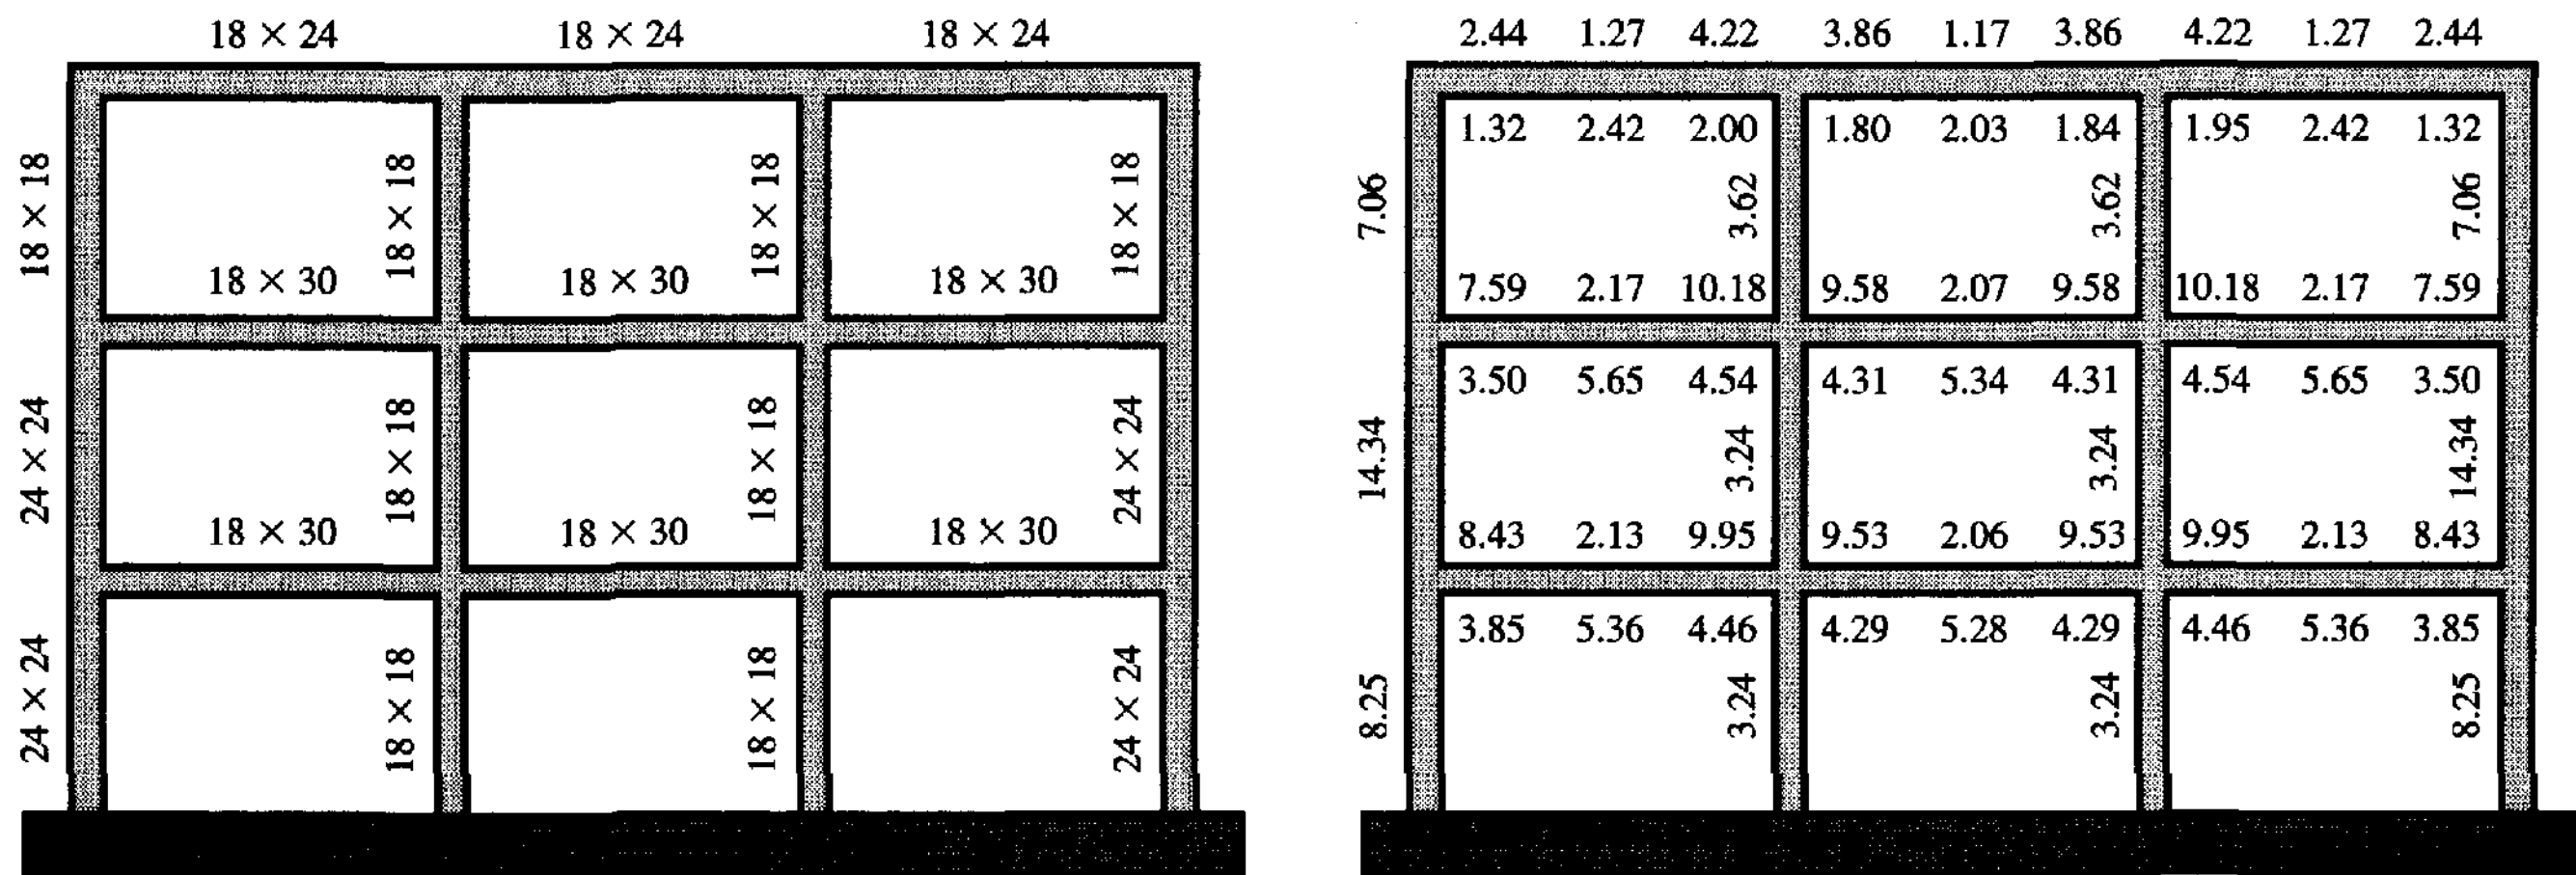 18 × 24 18 × 24 18 × 24
18 × 18 18 × 18 18 × 18 18 × 18
18 × 30 18 × 30 18 × 30
24 × 24 18 × 18 18 × 18 24 × 24
18 × 30 18 × 30 18 × 30
24 × 24 18 × 18 18 × 18 24 × 24
2.44 1.27 4.22 3.86 1.17 3.86 4.22 1.27 2.44
1.32 2.42 2.00 1.80 2.03 1.84 1.95 2.42 1.32
7.06 3.62 3.62 7.06
7.59 2.17 10.18 9.58 2.07 9.58 10.18 2.17 7.59
3.50 5.65 4.54 4.31 5.34 4.31 4.54 5.65 3.50
14.34 3.24 3.24 14.34
8.43 2.13 9.95 9.53 2.06 9.53 9.95 2.13 8.43
3.85 5.36 4.46 4.29 5.28 4.29 4.46 5.36 3.85
8.25 3.24 3.24 8.25